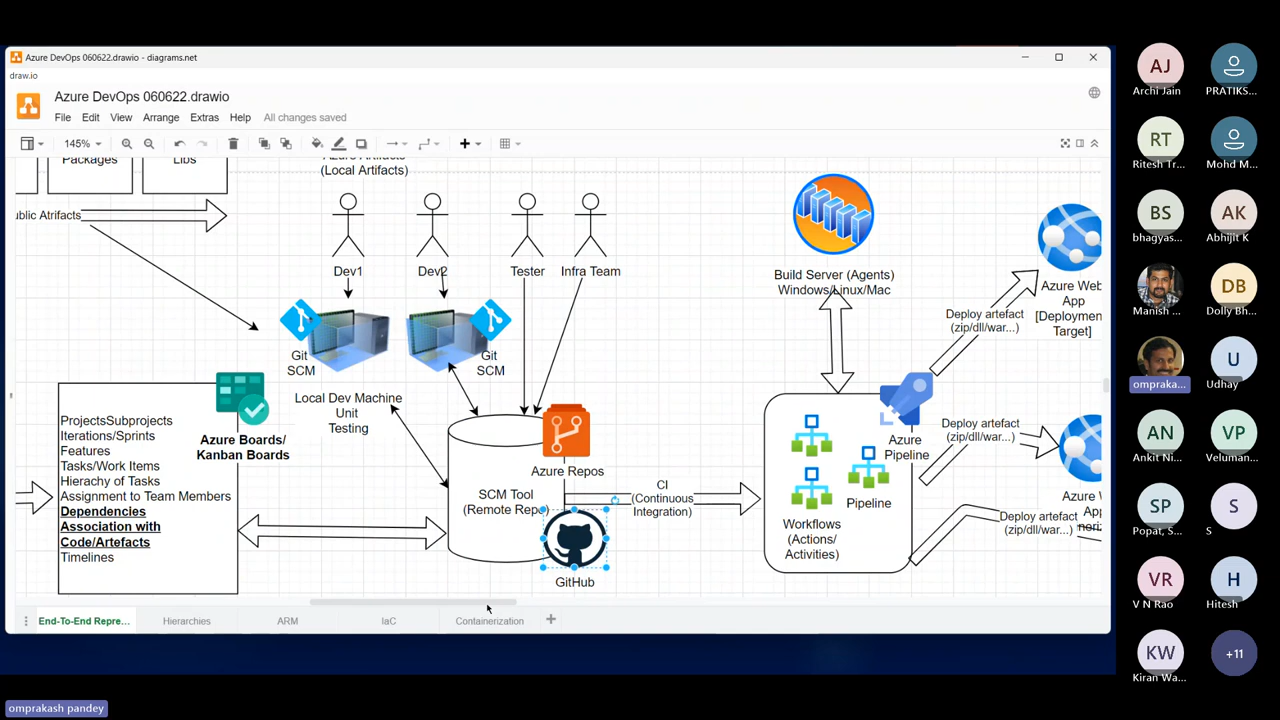 Azure DevOps 060622.drawio - diagrams.net
draw.io
Azure DevOps 060622.drawio
File Edit View Arrange Extras Help All changes saved
145%
Packages
Libs
Azure Artifacts
(Local Artifacts)
ublic Atrifacts
Dev1
Dev2
Tester
Infra Team
Git
SCM
Git
SCM
Local Dev Machine
Unit
Testing
Build Server (Agents)
Windows/Linux/Mac
Deploy artefact
(zip/dll/war...)
Azure Web
App
[Deploymen
Target]
ProjectsSubprojects
Iterations/Sprints
Features
Tasks/Work Items
Hierachy of Tasks
Assignment to Team Members
Dependencies
Association with
Code/Artefacts
Timelines
Azure Boards/
Kanban Boards
Azure Repos
SCM Tool
(Remote Repo)
GitHub
CI
(Continuous
Integration)
Azure
Pipeline
Pipeline
Workflows
(Actions/
Activities)
Deploy artefact
(zip/dll/war...)
Azure W
App
Deploy artefact
(zip/dll/war...)
End-To-End Repre...
Hierarchies
ARM
IaC
Containerization
AJ
Archi Jain
PRATIKS...
RT
Ritesh Tr...
Mohd M...
BS
bhagyas...
AK
Abhijit K
Manish ...
DB
Dolly Bh...
ompraka...
U
Udhay
AN
Ankit Ni...
VP
Veluman...
SP
Popat, S...
S
S
VR
V N Rao
H
Hitesh
KW
Kiran Wa...
+11
omprakash pandey